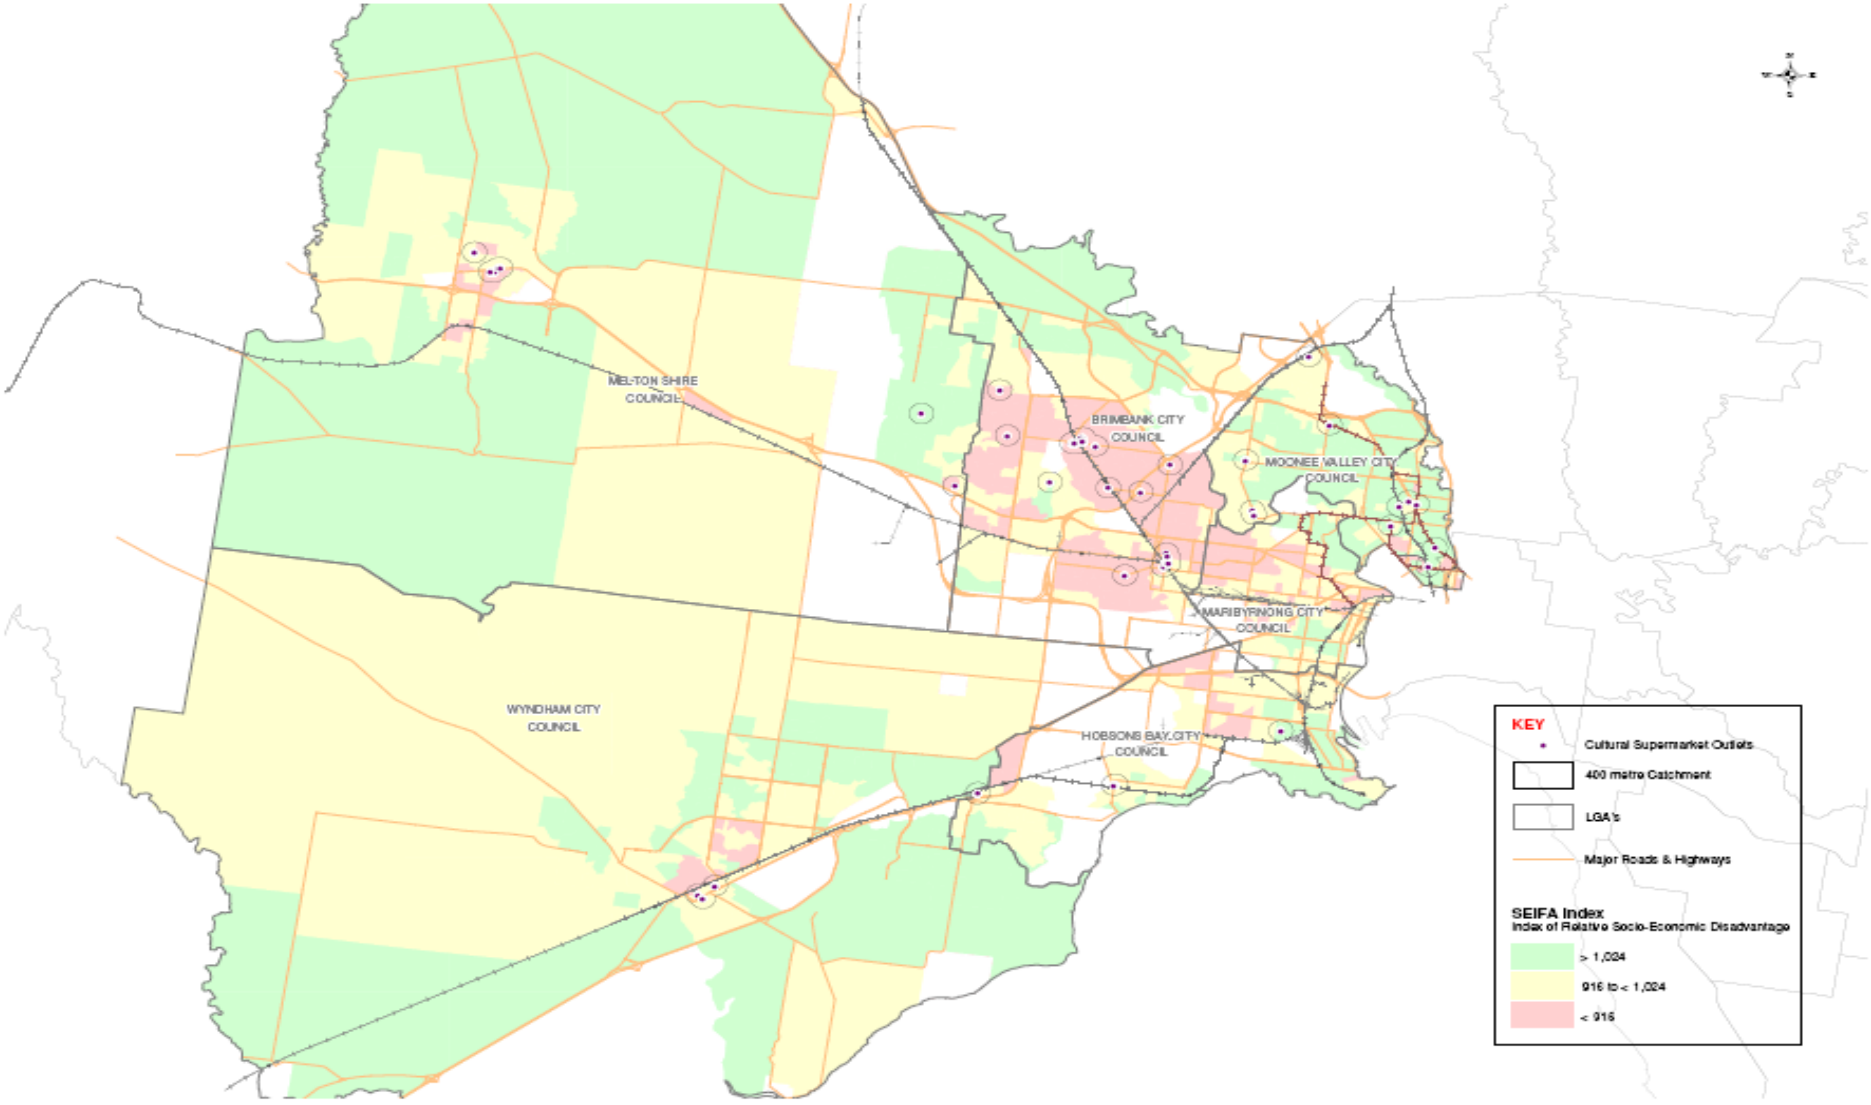 N
W
E
S
MELTON SHIRE
COUNCIL
BRIMBANK CITY
COUNCIL
MOONEE VALLEY CITY
COUNCIL
MARIBYRNONG CITY
COUNCIL
WYNDHAM CITY
COUNCIL
HOBSONS BAY CITY
COUNCIL
KEY
Cultural Supermarket Outlets
400 metre Catchment
LGA's
Major Roads & Highways
SEIFA Index
Index of Relative Socio-Economic Disadvantage
> 1,024
916 to < 1,024
< 916